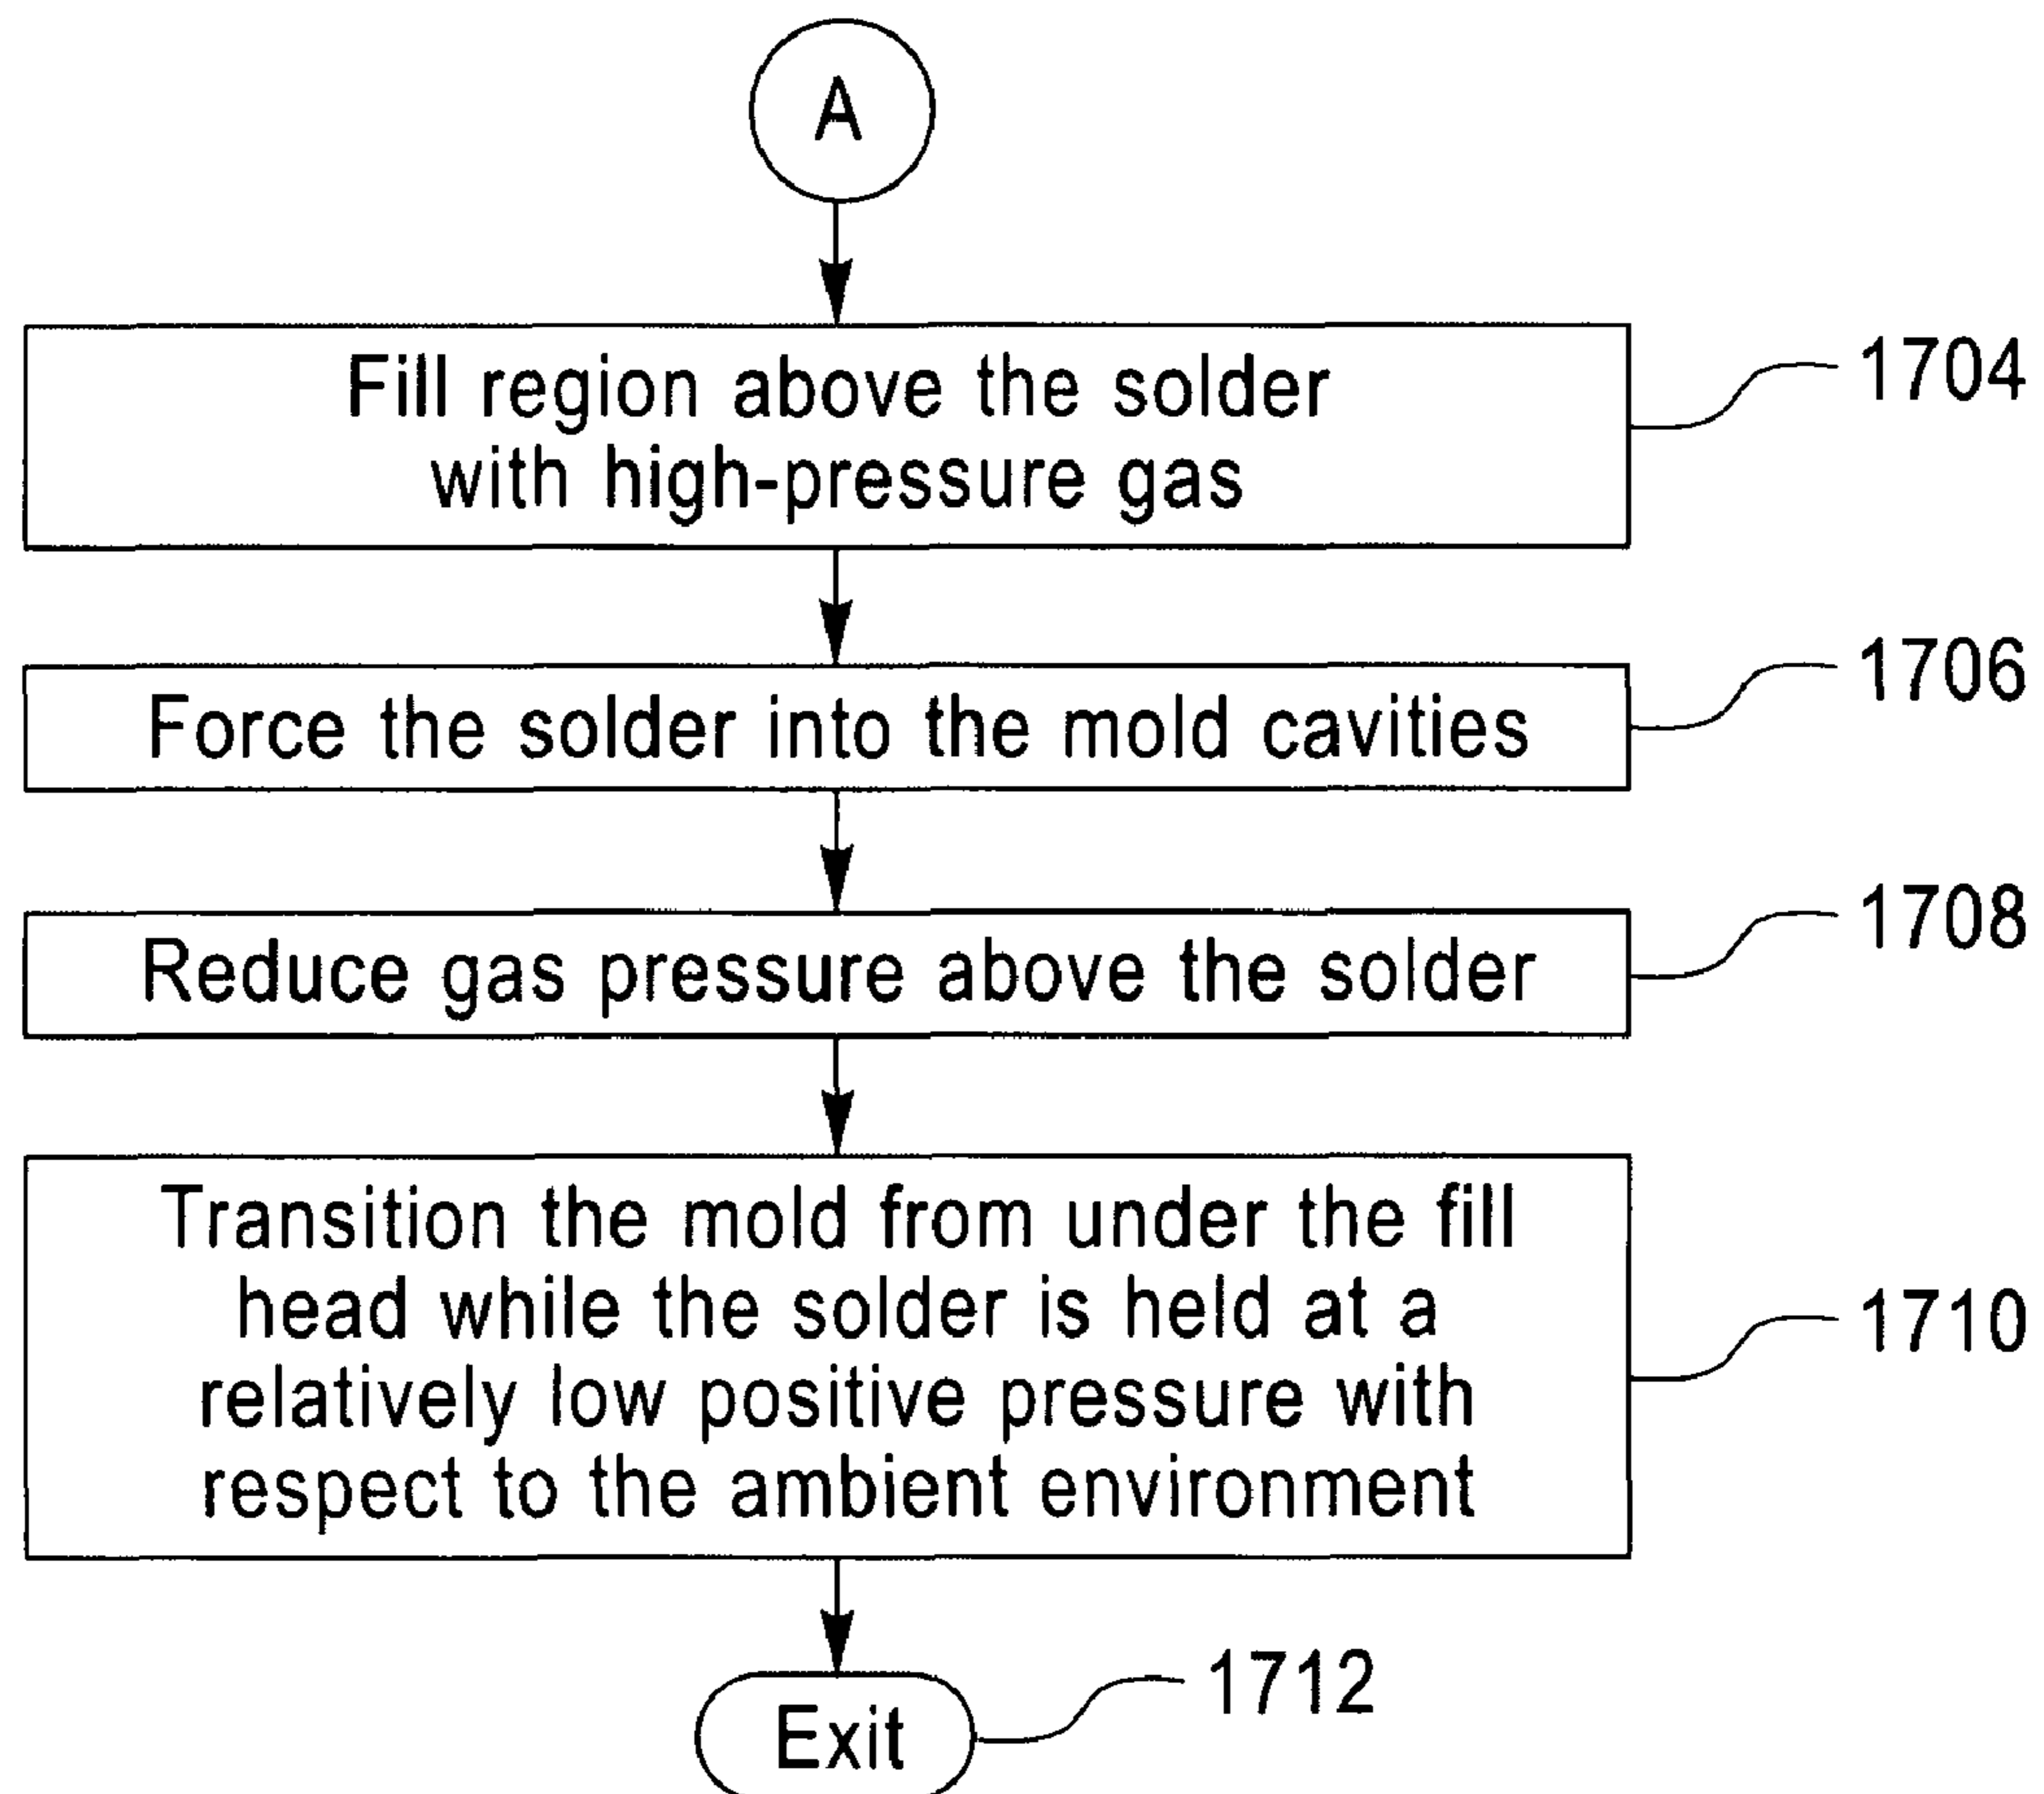 A
Fill region above the solder
with high-pressure gas
1704
Force the solder into the mold cavities
1706
Reduce gas pressure above the solder
1708
Transition the mold from under the fill
head while the solder is held at a
relatively low positive pressure with
respect to the ambient environment
1710
Exit
1712